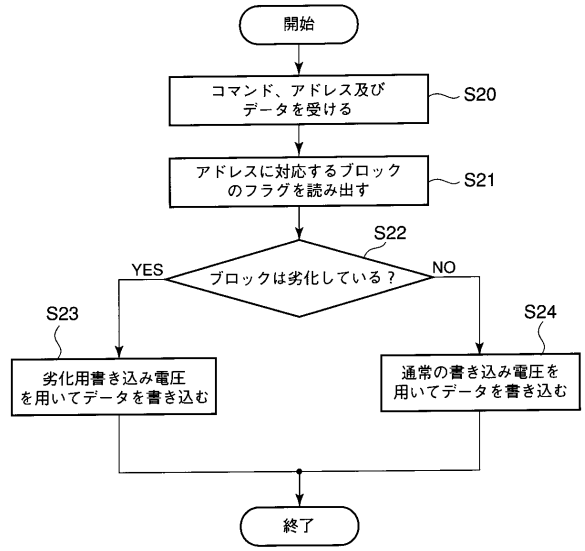 開始
コマンド、アドレス及び
データを受ける
S20
アドレスに対応するブロック
のフラグを読み出す
S21
S22
ブロックは劣化している?
YES
NO
S23
劣化用書き込み電圧
を用いてデータを書き込む
S24
通常の書き込み電圧を
用いてデータを書き込む
終了